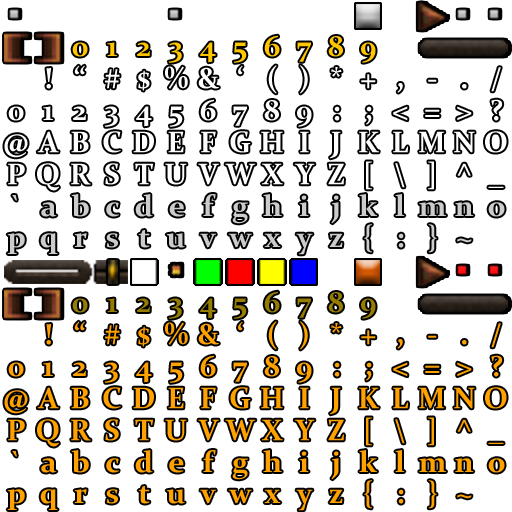 0 1 2 3 4 5 6 7 8 9
! “ # $ % & ‘ ( ) * + , - . /
0 1 2 3 4 5 6 7 8 9 : ; < = > ?
@ A B C D E F G H I J K L M N O
P Q R S T U V W X Y Z [ \ ] ^ _
` a b c d e f g h i j k l m n o
p q r s t u v w x y z { : } ~
0 1 2 3 4 5 6 7 8 9
! “ # $ % & ‘ ( ) * + , - . /
0 1 2 3 4 5 6 7 8 9 : ; < = > ?
@ A B C D E F G H I J K L M N O
P Q R S T U V W X Y Z [ \ ] ^ _
` a b c d e f g h i j k l m n o
p q r s t u v w x y z { : } ~